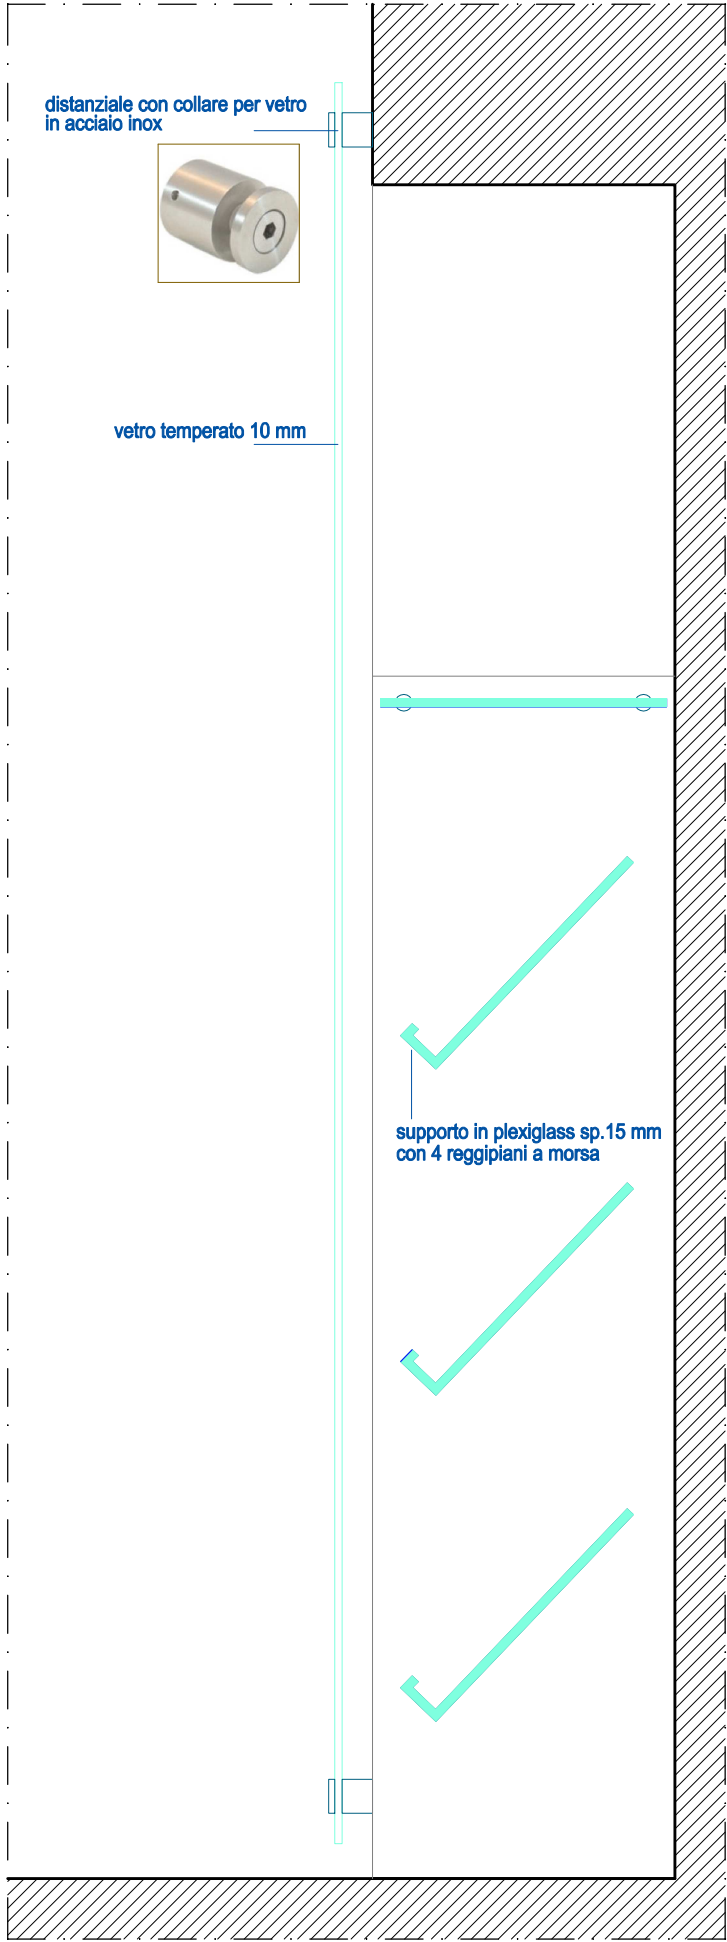 distanziale con collare per vetro
in acciaio inox
vetro temperato 10 mm
supporto in plexiglass sp.15 mm
con 4 reggipiani a morsa